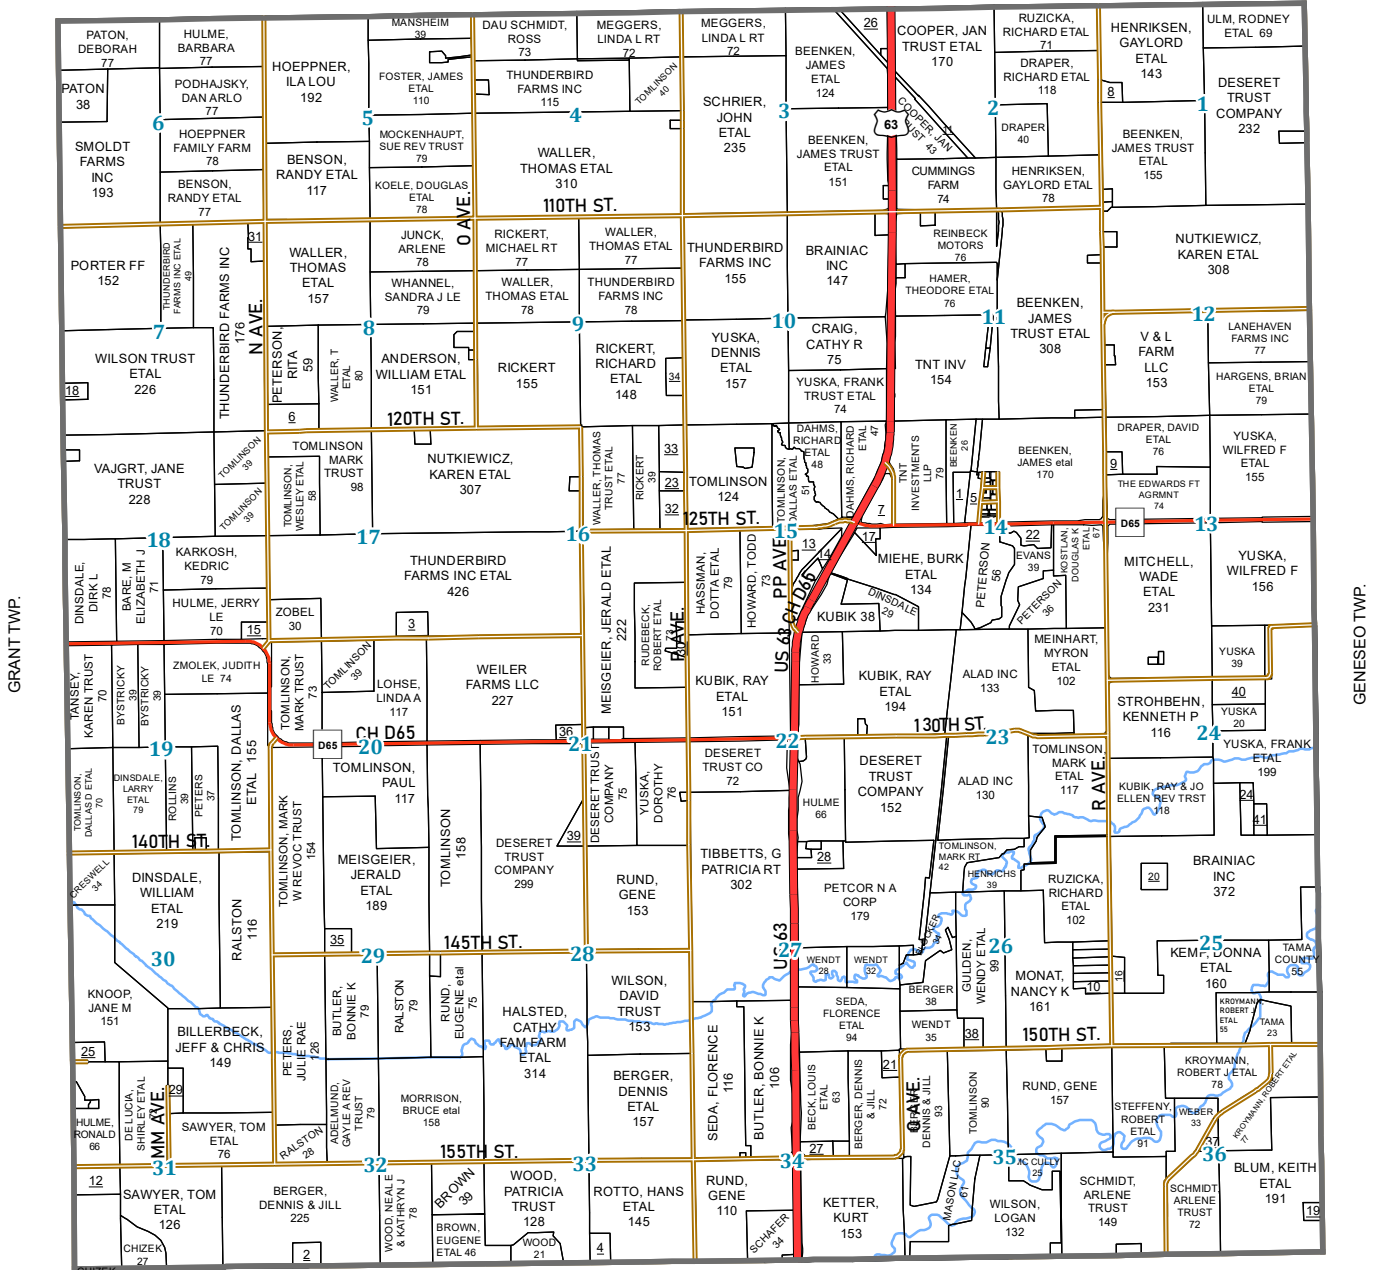 MANSHEIM
39
DAU SCHMIDT,
ROSS
73
MEGGERS,
LINDA L RT
72
MEGGERS,
LINDA L RT
72
26
COOPER, JAN
TRUST ETAL
170
RUZICKA,
RICHARD ETAL
71
HENRIKSEN,
GAYLORD
ETAL
143
ULM, RODNEY
ETAL 69
PATON,
DEBORAH
77
HULME,
BARBARA
77
HOEPPNER,
ILA LOU
192
FOSTER, JAMES
ETAL
110
THUNDERBIRD
FARMS INC
115
TOMLINSON
40
BEENKEN,
JAMES
ETAL
124
DRAPER,
RICHARD ETAL
118
8
DESERET
TRUST
COMPANY
232
PATON
38
PODHAJSKY,
DAN ARLO
77
SCHRIER,
JOHN
ETAL
235
COOPER, JAN
TRUST 43
11
DRAPER
40
6
5
4
3
2
1
63
SMOLDT
FARMS
INC
193
HOEPPNER
FAMILY FARM
78
BENSON,
RANDY ETAL
77
BENSON,
RANDY ETAL
117
MOCKENHAUPT,
SUE REV TRUST
79
KOELE, DOUGLAS
ETAL
78
WALLER,
THOMAS ETAL
310
BEENKEN,
JAMES TRUST
ETAL
151
CUMMINGS
FARM
74
HENRIKSEN,
GAYLORD ETAL
78
BEENKEN,
JAMES TRUST
ETAL
155
110TH ST.
O AVE.
PORTER FF
152
THUNDERBIRD
FARMS INC ETAL
49
THUNDERBIRD FARMS INC
176
31
N AVE.
WALLER,
THOMAS
ETAL
157
JUNCK,
ARLENE
78
WHANNEL,
SANDRA J LE
79
RICKERT,
MICHAEL RT
77
WALLER,
THOMAS ETAL
77
WALLER,
THOMAS ETAL
78
THUNDERBIRD
FARMS INC
78
THUNDERBIRD
FARMS INC
155
BRAINIAC
INC
147
REINBECK
MOTORS
76
HAMER,
THEODORE ETAL
76
BEENKEN,
JAMES
TRUST ETAL
308
NUTKIEWICZ,
KAREN ETAL
308
7
8
9
10
11
12
WILSON TRUST
ETAL
226
18
PETERSON,
RITA
59
WALLER, T
ETAL
80
6
ANDERSON,
WILLIAM ETAL
151
RICKERT
155
RICKERT,
RICHARD
ETAL
148
34
YUSKA,
DENNIS
ETAL
157
CRAIG,
CATHY R
75
YUSKA, FRANK
TRUST ETAL
74
TNT INV
154
V & L
FARM
LLC
153
LANEHAVEN
FARMS INC
77
HARGENS, BRIAN
ETAL
79
120TH ST.
VAJGRT, JANE
TRUST
228
TOMLINSON
39
TOMLINSON
39
TOMLINSON
MARK
TRUST
98
TOMLINSON,
WESLEY ETAL
58
NUTKIEWICZ,
KAREN ETAL
307
WALLER, THOMAS
TRUST ETAL
77
RICKERT
39
33
23
32
TOMLINSON
124
TOMLINSON,
DALLAS ETAL
51
DAHMS,
RICHARD
ETAL
48
DAHMS, RICHARD
ETAL
47
7
TNT
INVESTMENTS
LLP
79
BEENKEN
26
1
5
BEENKEN,
JAMES etal
170
DRAPER, DAVID
ETAL
76
9
THE EDWARDS FT
AGRMNT
74
YUSKA,
WILFRED F
ETAL
155
125TH ST.
D65
18
17
16
15
14
13
DINSDALE,
DIRK L
78
BARE, M
ELIZABETH J
71
KARKOSH,
KEDRIC
79
HULME, JERRY
LE
70
15
ZOBEL
30
THUNDERBIRD
FARMS INC ETAL
426
3
MEISGEIER, JERALD ETAL
222
RUDEBECK,
ROBERT ETAL
HASSMAN,
DOTTA ETAL
79
HOWARD, TODD
73
PP AVE.
13
14
17
CH D65
MIEHE, BURK
ETAL
134
DINSDALE
29
KUBIK 38
PETERSON
56
22
EVANS
39
PETERSON
36
KOSTLAN,
DOUGLAS K
ETAL
67
MITCHELL,
WADE
ETAL
231
YUSKA,
WILFRED F
156
US 63
GRANT TWP.
GENESEO TWP.
TANSEY,
KAREN TRUST
70
BYSTRICKY
39
BYSTRICKY
39
ZMOLEK, JUDITH
LE 74
TOMLINSON,
MARK TRUST
73
TOMLINSON
39
LOHSE,
LINDA A
117
WEILER
FARMS LLC
227
36
KUBIK, RAY
ETAL
151
HOWARD
33
KUBIK, RAY
ETAL
194
ALAD INC
133
MEINHART,
MYRON
ETAL
102
YUSKA
39
STROHBEHN,
KENNETH P
116
40
YUSKA
20
D65
CH D65
130TH ST.
19
20
21
22
23
24
TOMLINSON,
DALLAS D ETAL
70
DINSDALE,
LARRY
ETAL
79
ROLLINS
39
PETERS
37
TOMLINSON, DALLAS
ETAL 155
TOMLINSON, MARK
W REVOC TRUST
154
TOMLINSON,
PAUL
117
MEISGEIER,
JERALD
ETAL
189
TOMLINSON
158
DESERET
TRUST
COMPANY
299
39
DESERET TRUST
COMPANY
75
YUSKA,
DOROTHY
76
DESERET
TRUST CO
72
HULME
66
DESERET
TRUST
COMPANY
152
ALAD INC
130
TOMLINSON,
MARK
ETAL
117
R AVE.
KUBIK, RAY & JO
ELLEN REV TRST
118
YUSKA, FRANK
ETAL
199
24
41
140TH ST.
CRESWELL
34
DINSDALE,
WILLIAM
ETAL
219
RALSTON
116
35
RUND,
GENE
153
TIBBETTS, G
PATRICIA RT
302
28
PETCOR N A
CORP
179
TOMLINSON,
MARK RT
42
HENRICHS
39
RUZICKA,
RICHARD
ETAL
102
20
BRAINIAC
INC
372
145TH ST.
US 63
30
29
28
27
26
25
KNOOP,
JANE M
151
BILLERBECK,
JEFF & CHRIS
149
25
PETERS,
JULIE RAE
126
BUTLER,
BONNIE K
79
RALSTON
79
RUND,
EUGENE etal
75
HALSTED,
CATHY
FAM FARM
ETAL
314
WILSON,
DAVID
TRUST
153
SEDA, FLORENCE
116
BUTLER, BONNIE K
106
WENDT
28
WENDT
32
SEDA,
FLORENCE
ETAL
94
BERGER
38
WENDT
35
38
GULDEN,
WENDY ETAL
99
MONAT,
NANCY K
161
10
16
KEMP, DONNA
ETAL
160
TAMA
COUNTY
55
KROYMANN,
ROBERT J
ETAL
55
TAMA
23
150TH ST.
HULME,
RONALD
66
DE LUCIA,
SHIRLEY ETAL
29
MM AVE.
SAWYER, TOM
ETAL
76
RALSTON
28
ADELMUND,
GAYLE A REV
TRUST
79
MORRISON,
BRUCE etal
158
BERGER,
DENNIS
ETAL
157
BECK, LOUIS
ETAL
63
BERGER, DENNIS
& JILL
72
21
27
Q AVE.
DENNIS & JILL
93
TOMLINSON
90
RUND, GENE
157
STEFFENY,
ROBERT
ETAL
91
KROYMANN,
ROBERT J ETAL
78
WEBER
33
37
KROYMANN, ROBERT ETAL
77
155TH ST.
31
32
33
34
35
36
12
SAWYER, TOM
ETAL
126
CHIZEK
27
BERGER,
DENNIS & JILL
225
2
WOOD, NEALE
& KATHRYN J
78
BROWN
39
BROWN,
EUGENE
ETAL 46
WOOD,
PATRICIA
TRUST
128
WOOD
21
ROTTO, HANS
ETAL
145
4
RUND,
GENE
110
SCHAFER
34
KETTER,
KURT
153
MASON LLC
61
MC CULLY
25
WILSON,
LOGAN
132
SCHMIDT,
ARLENE
TRUST
149
SCHMIDT,
ARLENE
TRUST
72
BLUM, KEITH
ETAL
191
19